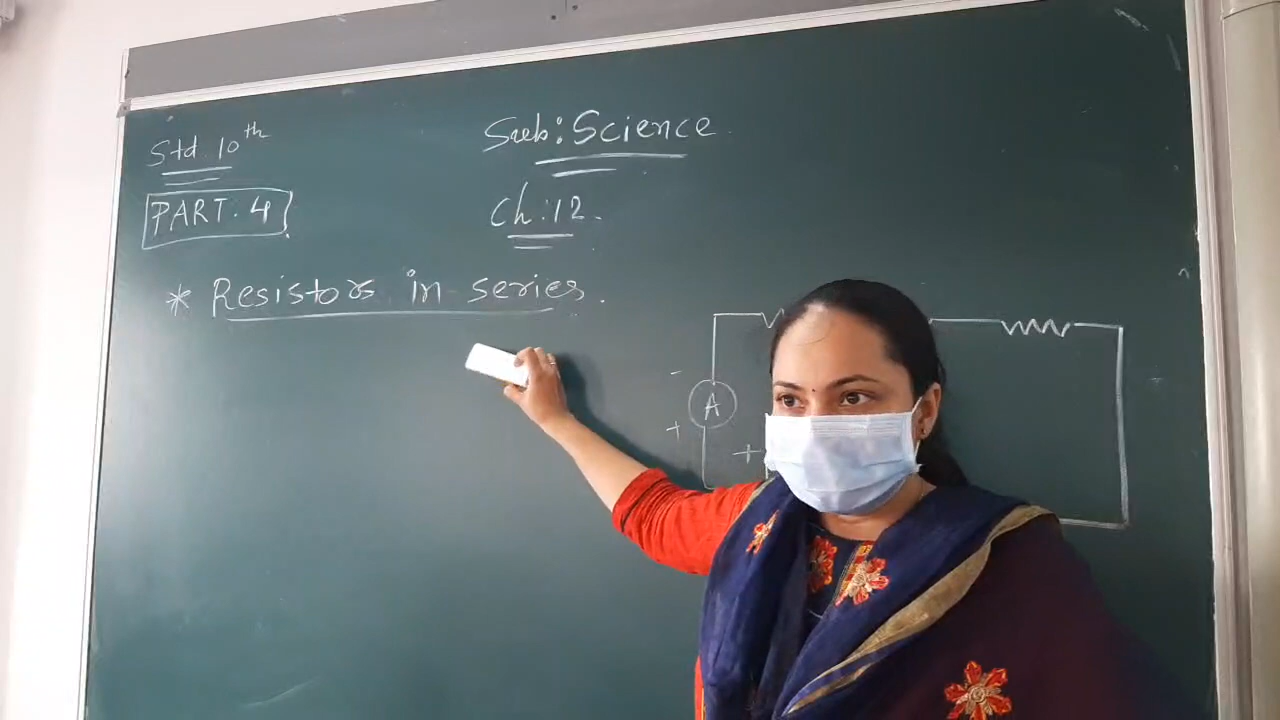 Std. 10th
Sub: Science
PART. 4
Ch: 12.
* Resistors in series.
-
A
+
+